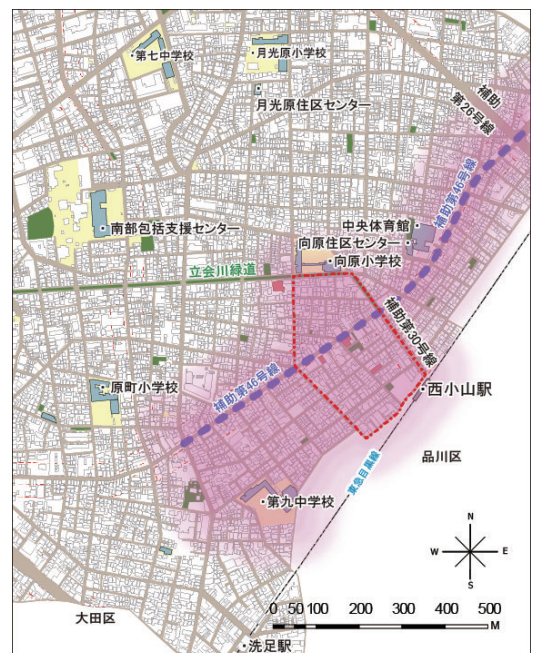 第七中学校
月光原小学校
月光原住区センター
補助
第26号線
補助第46号線
中央体育館
向原住区センター
向原小学校
南部包括支援センター
立会川緑道
補助第30号線
西小山駅
補助第46号線
原町小学校
品川区
東急目黒線
第九中学校
N
W E
S
大田区
0 50 100 200 300 400 500
M
洗足駅